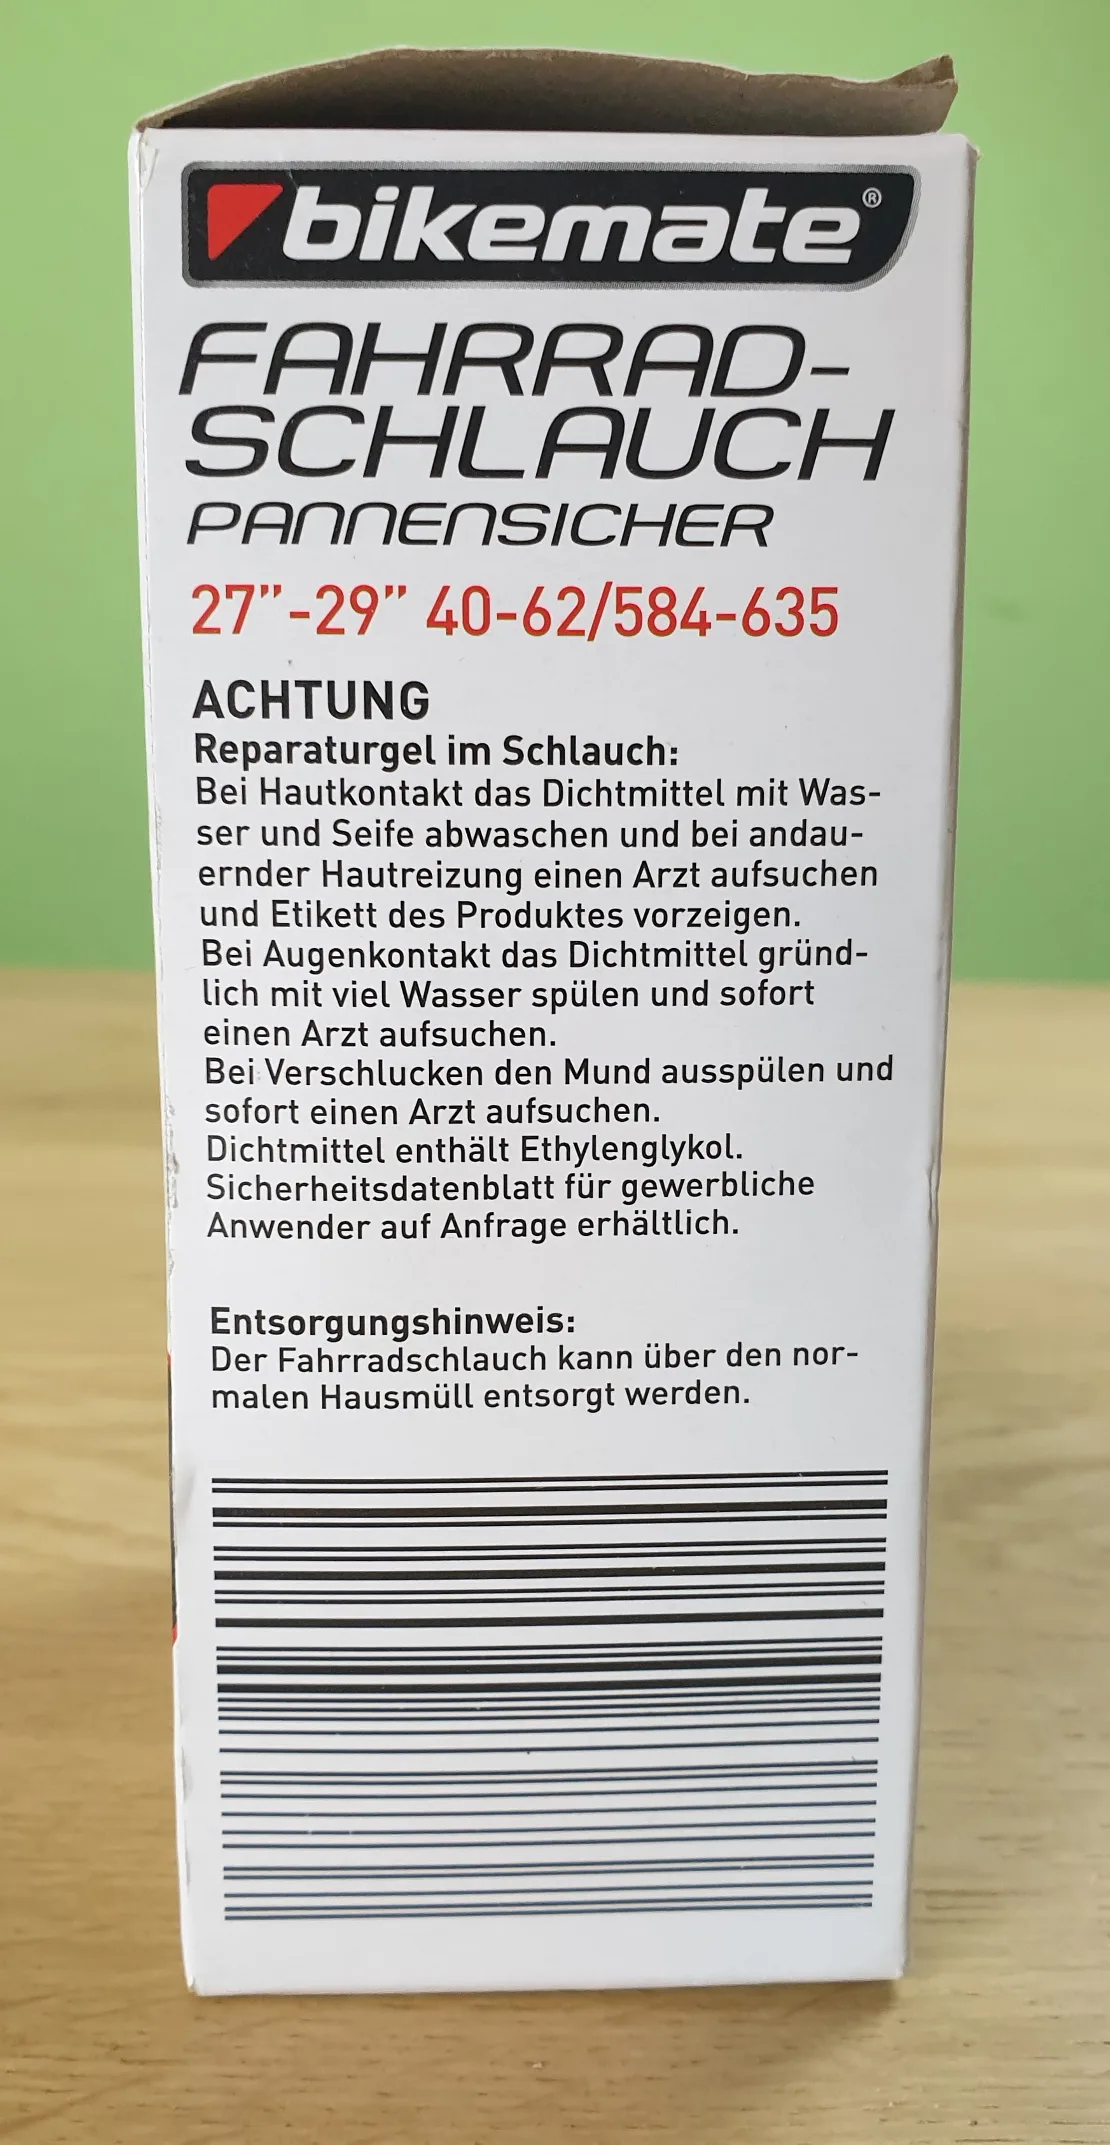 bikemate®
FAHRRAD-
SCHLAUCH
PANNENSICHER
27”-29” 40-62/584-635
ACHTUNG
Reparaturgel im Schlauch:
Bei Hautkontakt das Dichtmittel mit Was-
ser und Seife abwaschen und bei andau-
ernder Hautreizung einen Arzt aufsuchen
und Etikett des Produktes vorzeigen.
Bei Augenkontakt das Dichtmittel gründ-
lich mit viel Wasser spülen und sofort
einen Arzt aufsuchen.
Bei Verschlucken den Mund ausspülen und
sofort einen Arzt aufsuchen.
Dichtmittel enthält Ethylenglykol.
Sicherheitsdatenblatt für gewerbliche
Anwender auf Anfrage erhältlich.
Entsorgungshinweis:
Der Fahrradschlauch kann über den nor-
malen Hausmüll entsorgt werden.